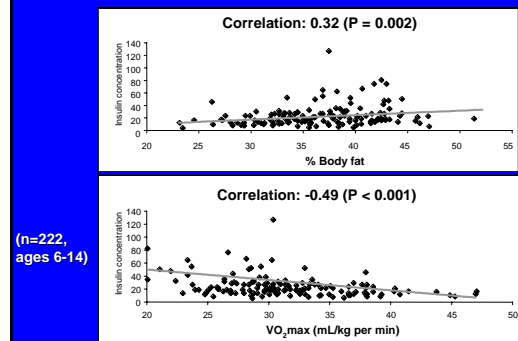 Correlation: 0.32 (P = 0.002)
Insulin concentration
140
120
100
80
60
40
20
0
20 25 30 35 40 45 50 55
% Body fat
Correlation: -0.49 (P < 0.001)
(n=222,
ages 6-14)
Insulin concentration
140
120
100
80
60
40
20
0
20 25 30 35 40 45 50
VO₂max (mL/kg per min)